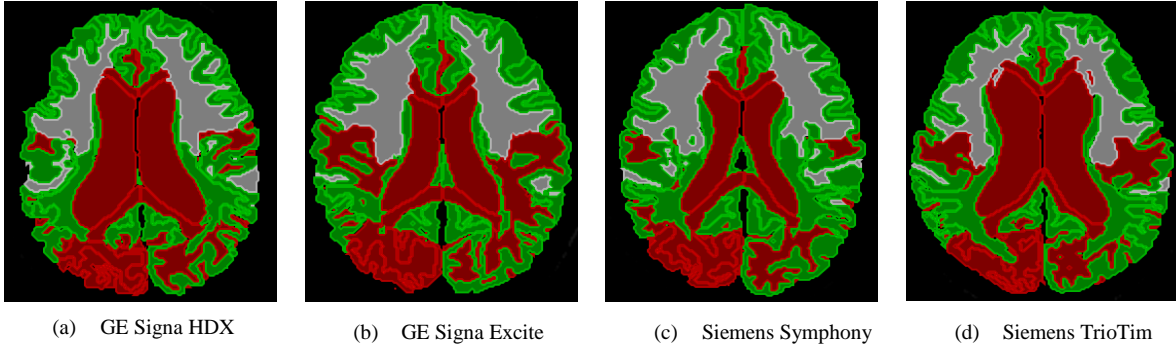 (a) GE Signa HDX
(b) GE Signa Excite
(c) Siemens Symphony
(d) Siemens TrioTim